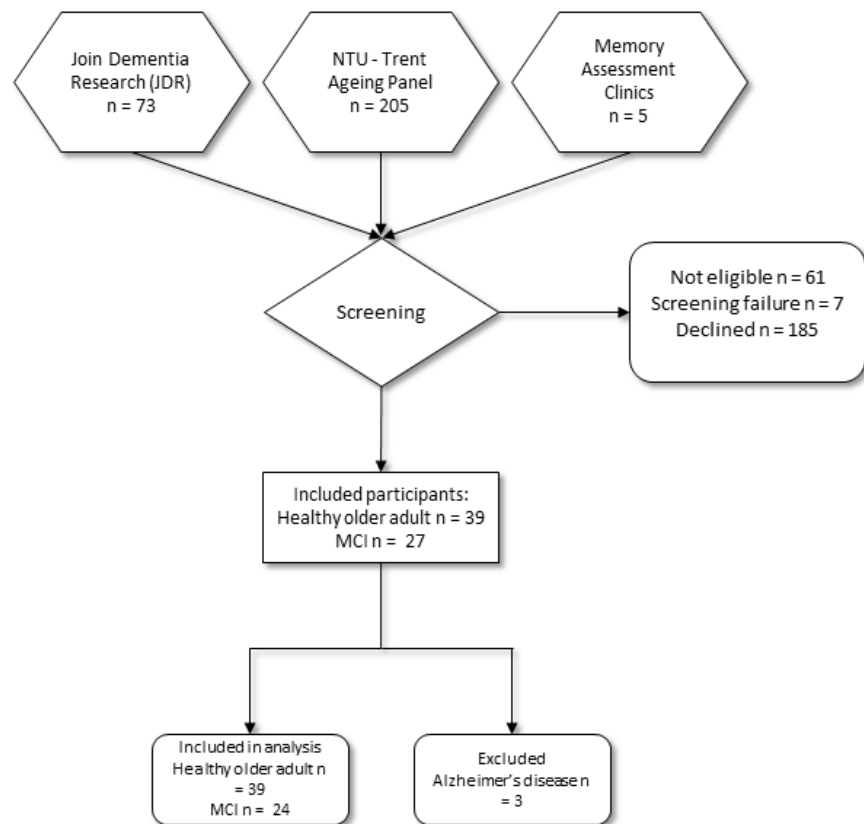 Join Dementia
Research (JDR)
n = 73
NTU - Trent
Ageing Panel
n = 205
Memory
Assessment
Clinics
n = 5
Screening
Not eligible n = 61
Screening failure n = 7
Declined n = 185
Included participants:
Healthy older adult n = 39
MCI n = 27
Included in analysis
Healthy older adult n
= 39
MCI n = 24
Excluded
Alzheimer's disease n
= 3